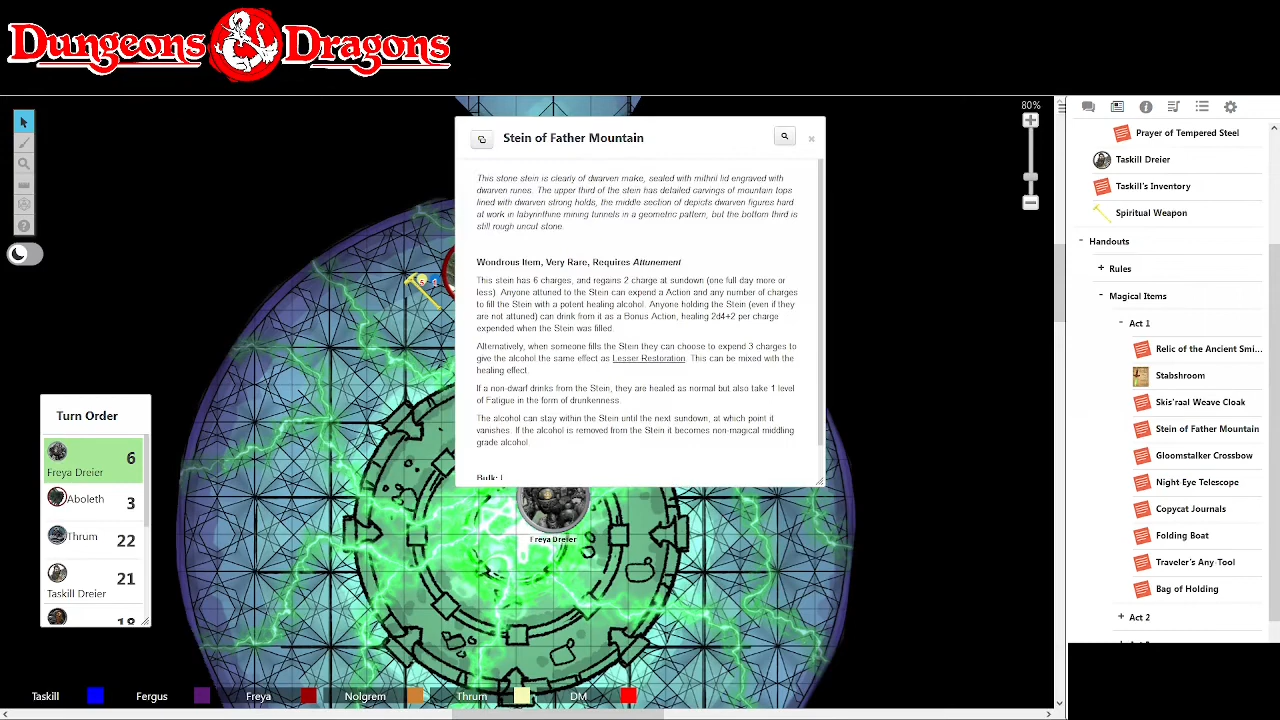 Dungeons & Dragons
80%
Stein of Father Mountain
This stone stein is clearly of dwarven make, sealed with mithril lid engraved with
dwarven runes. The upper third of the stein has detailed carvings of mountain tops
lined with dwarven strong holds, the middle section of depicts dwarven figures hard
at work in labyrinthine mining tunnels in a geometric pattern, but the bottom third is
still rough uncut stone.
Wondrous Item, Very Rare, Requires Attunement
This stein has 6 charges, and regains 2 charge at sundown (one full day more or
less). Anyone attuned to the Stein can expend a Action and any number of charges
to fill the Stein with a potent healing alcohol. Anyone holding the Stein (even if they
are not attuned) can drink from it as a Bonus Action, healing 2d4+2 per charge
expended when the Stein was filled.
Alternatively, when someone fills the Stein they can choose to expend 3 charges to
give the alcohol the same effect as Lesser Restoration. This can be mixed with the
healing effect.
If a non-dwarf drinks from the Stein, they are healed as normal but also take 1 level
of Fatigue in the form of drunkenness.
The alcohol can stay within the Stein until the next sundown, at which point it
vanishes. If the alcohol is removed from the Stein it becomes non-magical middling
grade alcohol.
Bulk: 
Freya Dreier
Turn Order
Freya Dreier 6
Aboleth 3
Thrum 22
Taskill Dreier 21
18
Taskill Fergus Freya Nolgrem Thrum DM
Prayer of Tempered Steel
Taskill Dreier
Taskill's Inventory
Spiritual Weapon
- Handouts
+ Rules
- Magical Items
- Act 1
Relic of the Ancient Smi...
Stabshroom
Skis'raal Weave Cloak
Stein of Father Mountain
Gloomstalker Crossbow
Night Eye Telescope
Copycat Journals
Folding Boat
Traveler's Any-Tool
Bag of Holding
+ Act 2